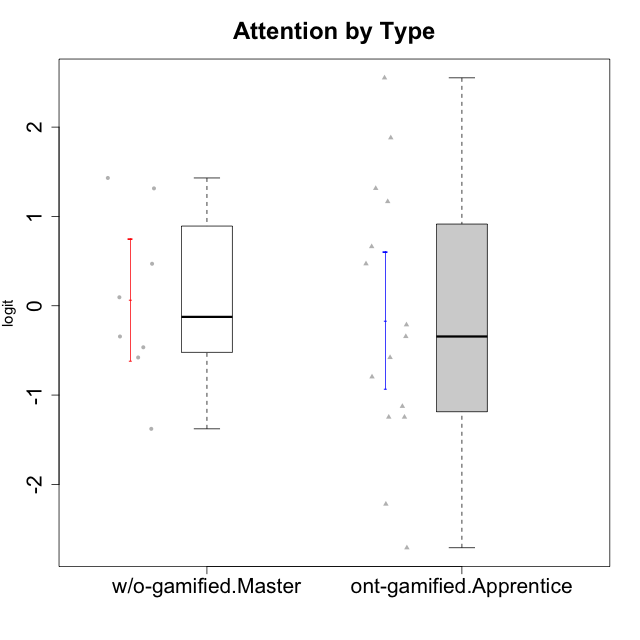 Attention by Type
logit
2
1
0
-1
-2
w/o-gamified.Master
ont-gamified.Apprentice